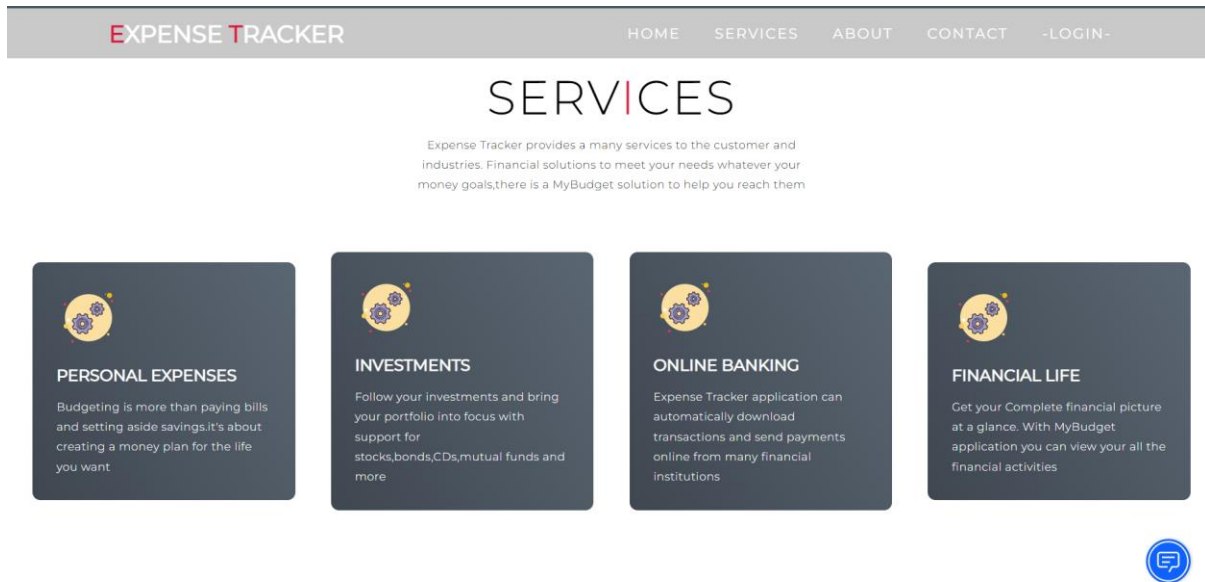 EXPENSE TRACKER
HOME SERVICES ABOUT CONTACT -LOGIN-
SERVICES
Expense Tracker provides a many services to the customer and
industries. Financial solutions to meet your needs whatever your
money goals,there is a MyBudget solution to help you reach them
PERSONAL EXPENSES
Budgeting is more than paying bills
and setting aside savings.it's about
creating a money plan for the life
you want
INVESTMENTS
Follow your investments and bring
your portfolio into focus with
support for
stocks,bonds,CDs,mutual funds and
more
ONLINE BANKING
Expense Tracker application can
automatically download
transactions and send payments
online from many financial
institutions
FINANCIAL LIFE
Get your Complete financial picture
at a glance. With MyBudget
application you can view your all the
financial activities